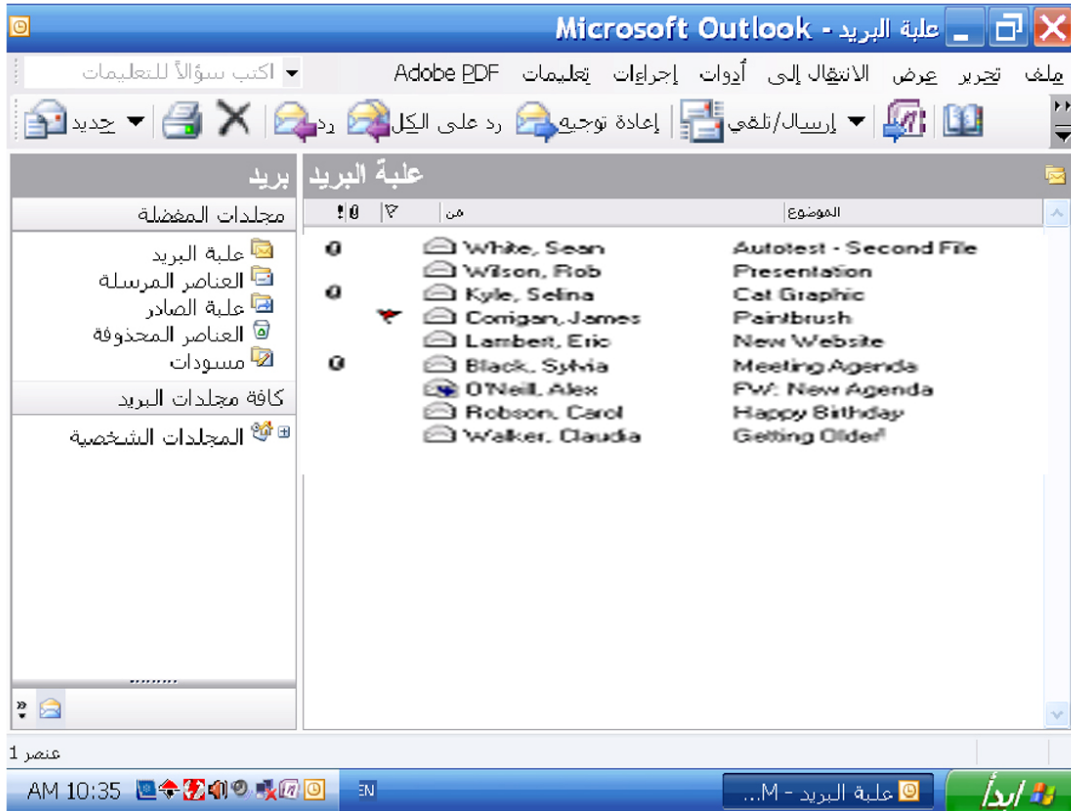 علبة البريد - Microsoft Outlook
ملف تحرير عرض الانتقال إلى أدوات إجراءات تعليمات Adobe PDF
اكتب سؤالاً للتعليمات
جديد رد رد على الكل إعادة توجيه إرسال/تلقي
بريد
مجلدات المفضلة
علبة البريد
العناصر المرسلة
علبة الصادر
العناصر المحذوفة
مسودات
كافة مجلدات البريد
المجلدات الشخصية
علبة البريد
من الموضوع
White, Sean Autotest - Second File
Wilson, Rob Presentation
Kyle, Selina Cat Graphic
Corrigan, James Paintbrush
Lambert, Eric New Website
Black, Sylvia Meeting Agenda
O'Neill, Alex FW: New Agenda
Robson, Carol Happy Birthday
Walker, Claudia Getting Older!
عنصر 1
ابدأ
علبة البريد - M...
EN
AM 10:35